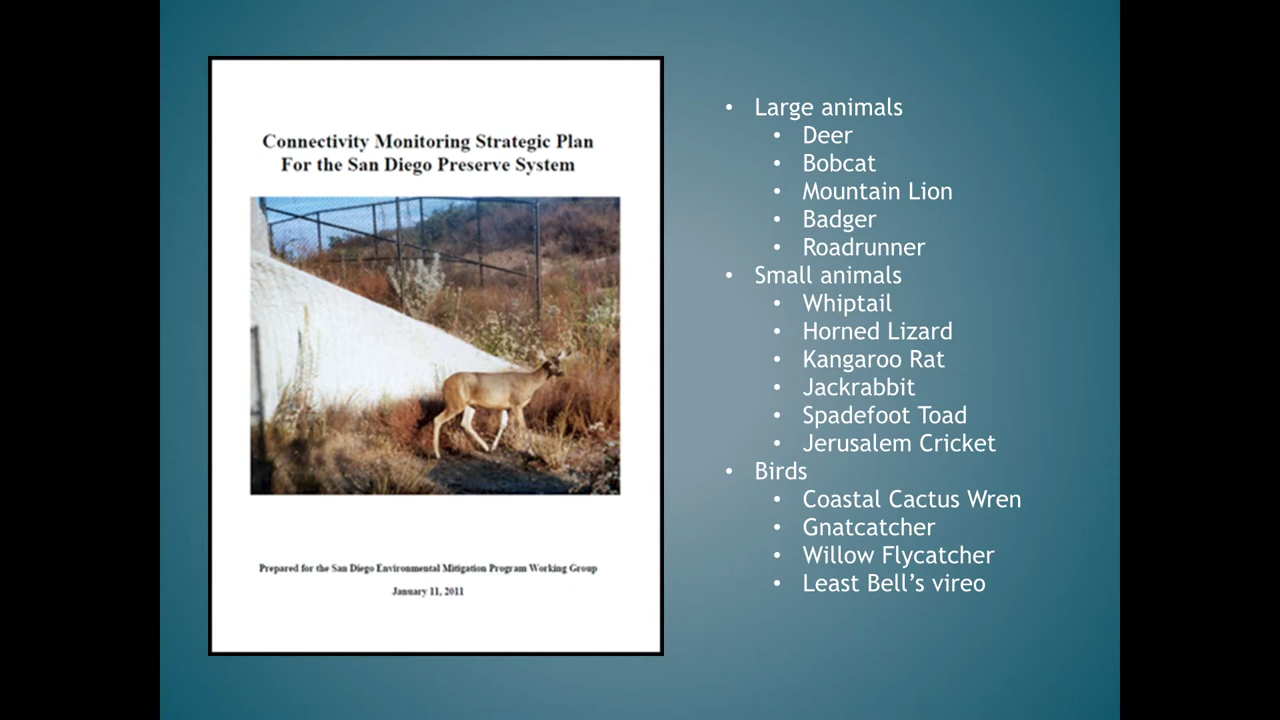 Connectivity Monitoring Strategic Plan
For the San Diego Preserve System
Prepared for the San Diego Environmental Mitigation Program Working Group
January 11, 2011
• Large animals
• Deer
• Bobcat
• Mountain Lion
• Badger
• Roadrunner
• Small animals
• Whiptail
• Horned Lizard
• Kangaroo Rat
• Jackrabbit
• Spadefoot Toad
• Jerusalem Cricket
• Birds
• Coastal Cactus Wren
• Gnatcatcher
• Willow Flycatcher
• Least Bell’s vireo